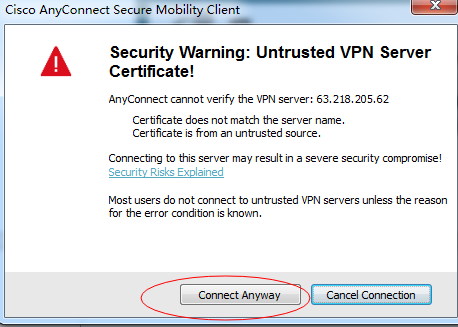 Cisco AnyConnect Secure Mobility Client
Security Warning: Untrusted VPN Server
Certificate!
AnyConnect cannot verify the VPN server: 63.218.205.62
Certificate does not match the server name.
Certificate is from an untrusted source.
Connecting to this server may result in a severe security compromise!
Security Risks Explained
Most users do not connect to untrusted VPN servers unless the reason
for the error condition is known.
Connect Anyway
Cancel Connection